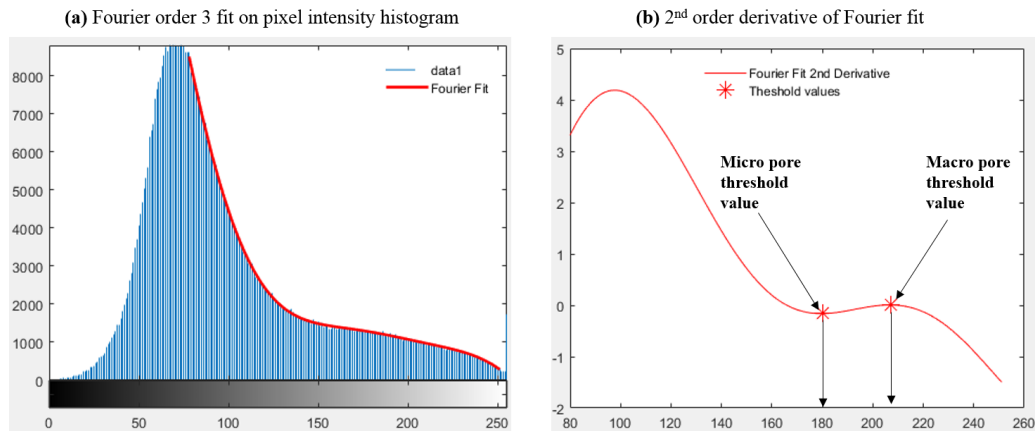 (a) Fourier order 3 fit on pixel intensity histogram
(b) 2nd order derivative of Fourier fit
8000
7000
6000
5000
4000
3000
2000
1000
0
0 50 100 150 200 250
data1
Fourier Fit
5
4
3
2
1
0
-1
-2
80 100 120 140 160 180 200 220 240 260
Fourier Fit 2nd Derivative
Theshold values
Micro pore
threshold
value
Macro pore
threshold
value